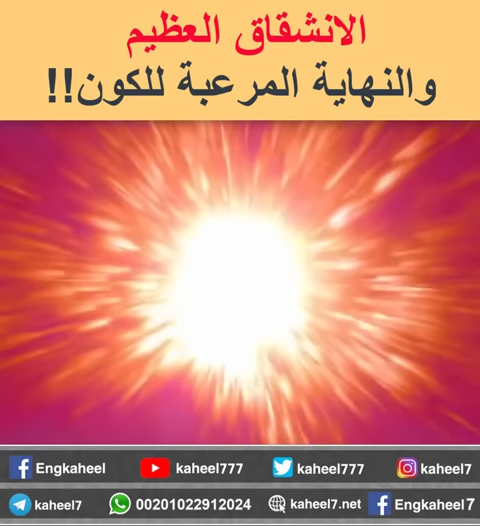 الانشقاق العظيم
والنهاية المرعبة للكون!!
Engkaheel kaheel777 kaheel777 kaheel7
kaheel7 00201022912024 kaheel7.net Engkaheel7